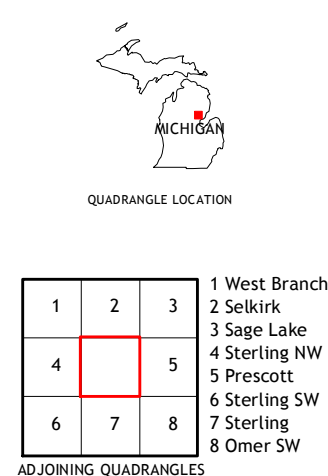 MICHIGAN
QUADRANGLE LOCATION
1 2 3
4 5
6 7 8
1 West Branch
2 Selkirk
3 Sage Lake
4 Sterling NW
5 Prescott
6 Sterling SW
7 Sterling
8 Omer SW
ADJOINING QUADRANGLES